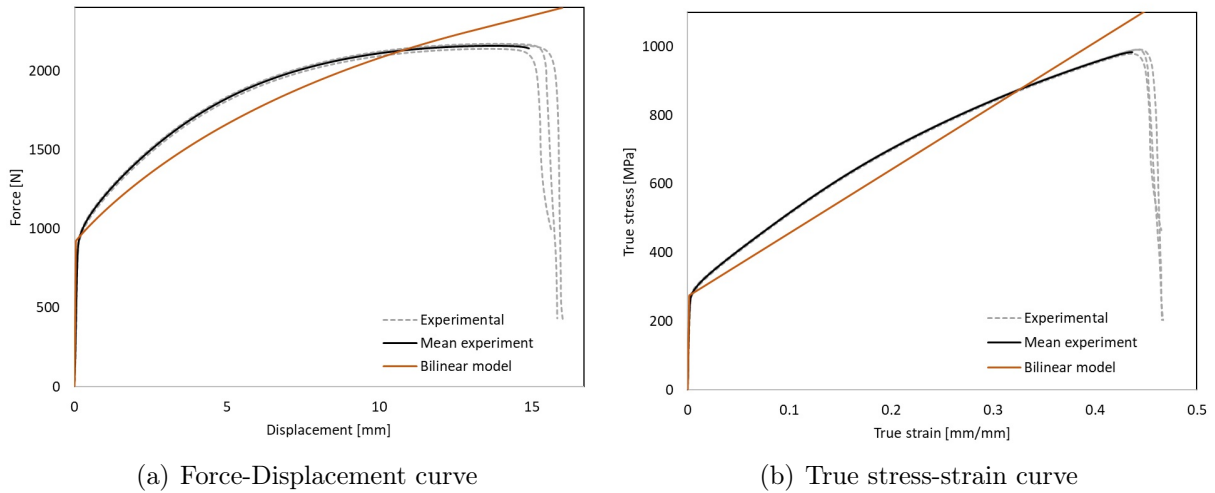 2000
1500
1000
500
0
Force [N]
0
5
10
15
Displacement [mm]
Experimental
Mean experiment
Bilinear model
(a) Force-Displacement curve
1000
800
600
400
200
0
True stress [MPa]
0
0.1
0.2
0.3
0.4
0.5
True strain [mm/mm]
Experimental
Mean experiment
Bilinear model
(b) True stress-strain curve